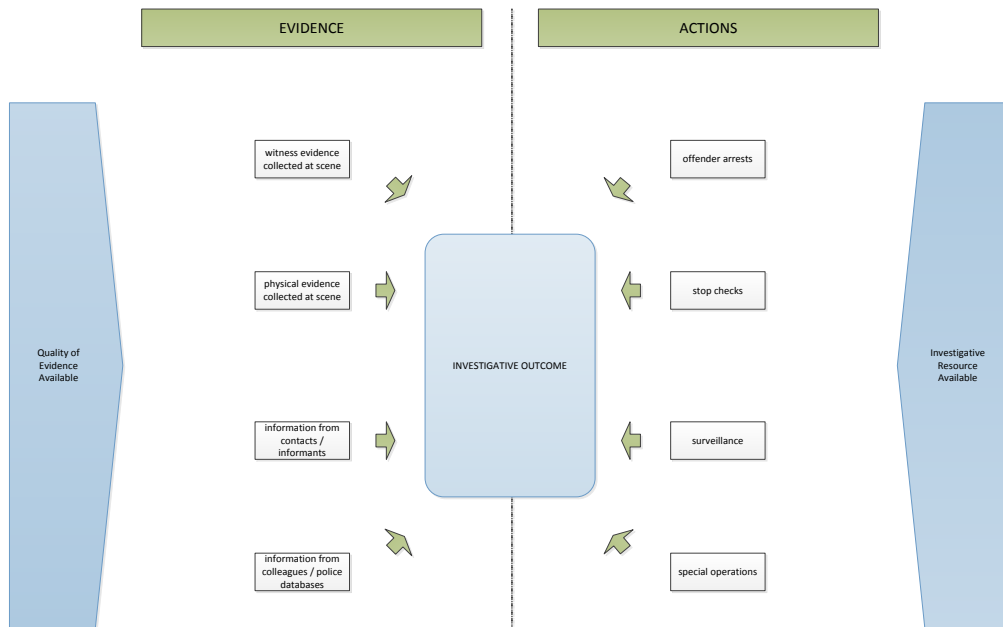 EVIDENCE
ACTIONS
witness evidence
collected at scene
offender arrests
physical evidence
collected at scene
stop checks
Quality of
Evidence
Available
INVESTIGATIVE OUTCOME
Investigative
Resource
Available
information from
contacts /
informants
surveillance
information from
colleagues / police
databases
special operations